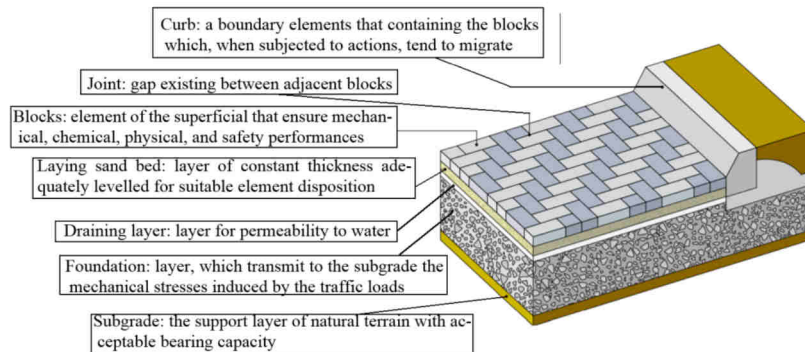 Curb: a boundary elements that containing the blocks
which, when subjected to actions, tend to migrate
Joint: gap existing between adjacent blocks
Blocks: element of the superficial that ensure mechan-
ical, chemical, physical, and safety performances
Laying sand bed: layer of constant thickness ade-
quately levelled for suitable element disposition
Draining layer: layer for permeability to water
Foundation: layer, which transmit to the subgrade the
mechanical stresses induced by the traffic loads
Subgrade: the support layer of natural terrain with ac-
ceptable bearing capacity